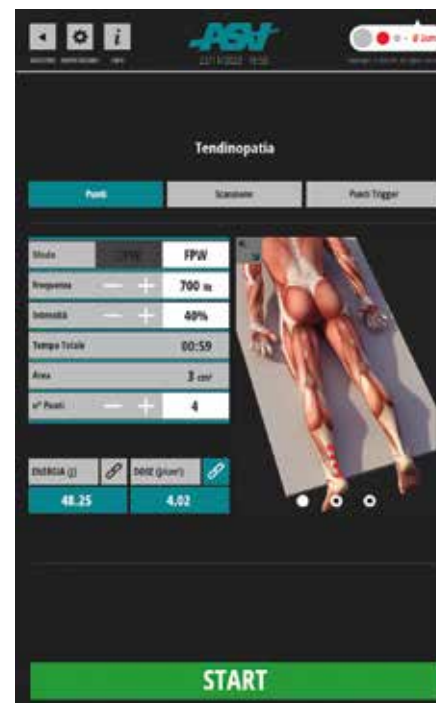 i
ASA
Tendinopatia
Punti
Scansione
Punti Trigger
Modo FPW
Frequenza — + 700 Hz
Intensità — + 40%
Tempo Totale 00:59
Area 3 cm²
n° Punti — + 4
ENERGIA (J) DOSE (J/cm²)
48.25 4.02
START